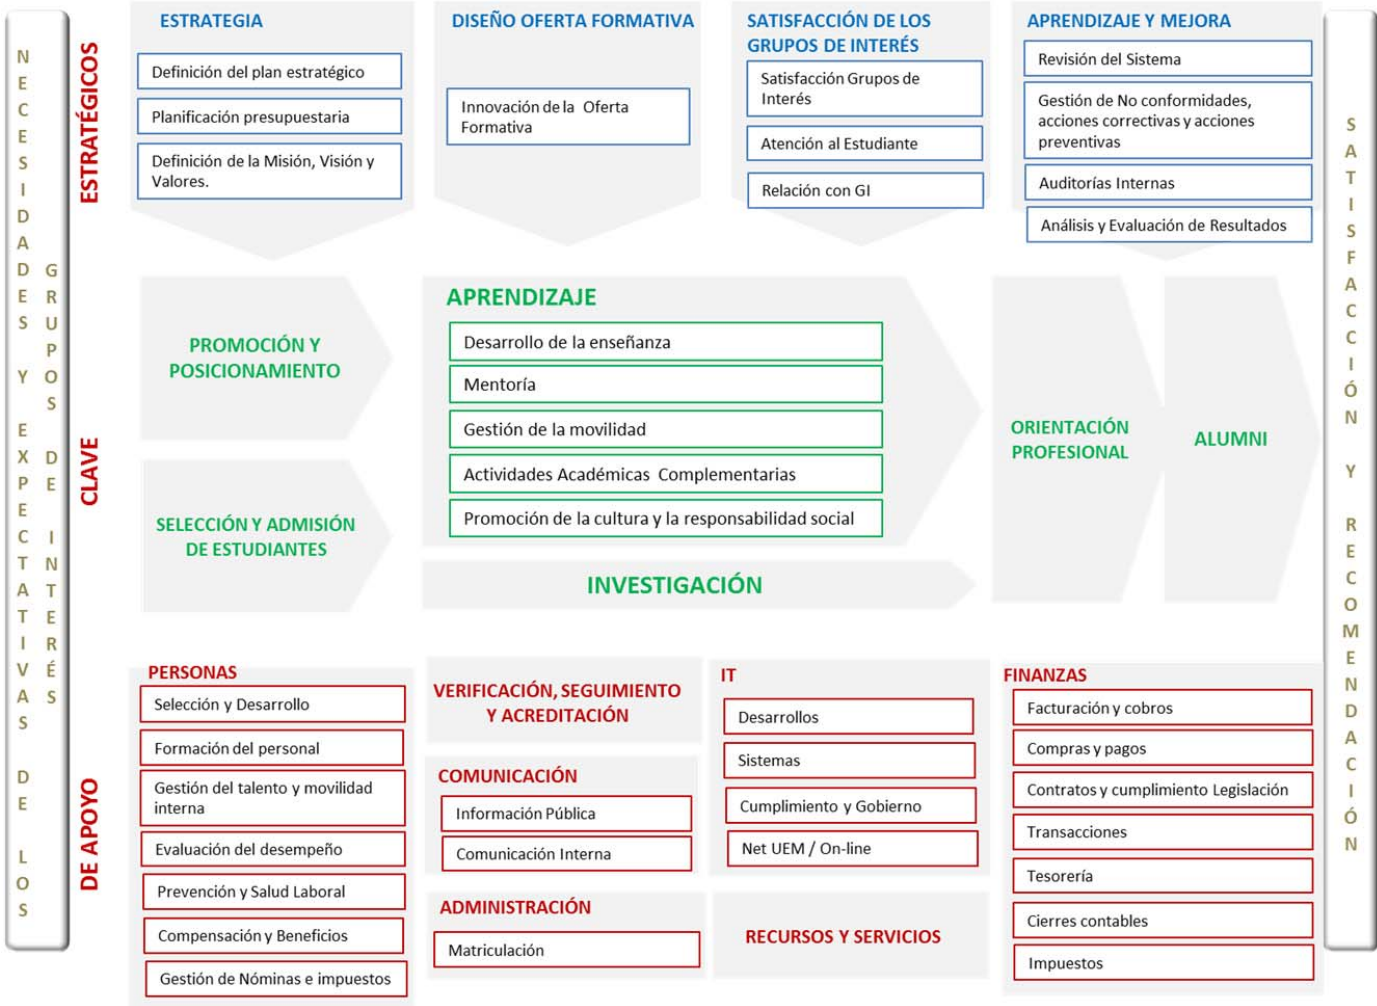 NECESIDADES Y EXPECTATIVAS DE LOS
GRUPOS DE INTERÉS
ESTRATÉGICOS
ESTRATEGIA
Definición del plan estratégico
Planificación presupuestaria
Definición de la Misión, Visión y
Valores.
DISEÑO OFERTA FORMATIVA
Innovación de la Oferta
Formativa
SATISFACCIÓN DE LOS
GRUPOS DE INTERÉS
Satisfacción Grupos de
Interés
Atención al Estudiante
Relación con GI
APRENDIZAJE Y MEJORA
Revisión del Sistema
Gestión de No conformidades,
acciones correctivas y acciones
preventivas
Auditorías Internas
Análisis y Evaluación de Resultados
CLAVE
PROMOCIÓN Y
POSICIONAMIENTO
SELECCIÓN Y ADMISIÓN
DE ESTUDIANTES
APRENDIZAJE
Desarrollo de la enseñanza
Mentoría
Gestión de la movilidad
Actividades Académicas Complementarias
Promoción de la cultura y la responsabilidad social
INVESTIGACIÓN
ORIENTACIÓN
PROFESIONAL
ALUMNI
DE APOYO
PERSONAS
Selección y Desarrollo
Formación del personal
Gestión del talento y movilidad
interna
Evaluación del desempeño
Prevención y Salud Laboral
Compensación y Beneficios
Gestión de Nóminas e impuestos
VERIFICACIÓN, SEGUIMIENTO
Y ACREDITACIÓN
COMUNICACIÓN
Información Pública
Comunicación Interna
ADMINISTRACIÓN
Matriculación
IT
Desarrollos
Sistemas
Cumplimiento y Gobierno
Net UEM / On-line
RECURSOS Y SERVICIOS
FINANZAS
Facturación y cobros
Compras y pagos
Contratos y cumplimiento Legislación
Transacciones
Tesorería
Cierres contables
Impuestos
SATISFACCIÓN Y RECOMENDACIÓN